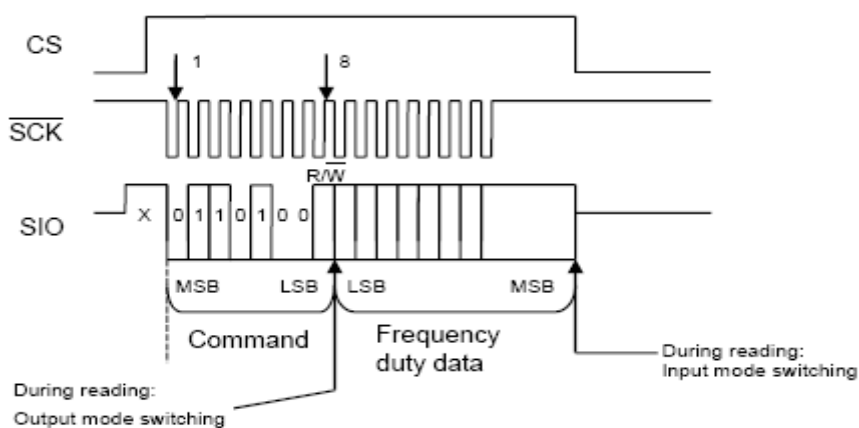 CS
1 8
SCK
R/W
SIO
X 0 1 1 0 1 0 0
MSB LSB LSB MSB
Command
Frequency
duty data
During reading:
Input mode switching
During reading:
Output mode switching